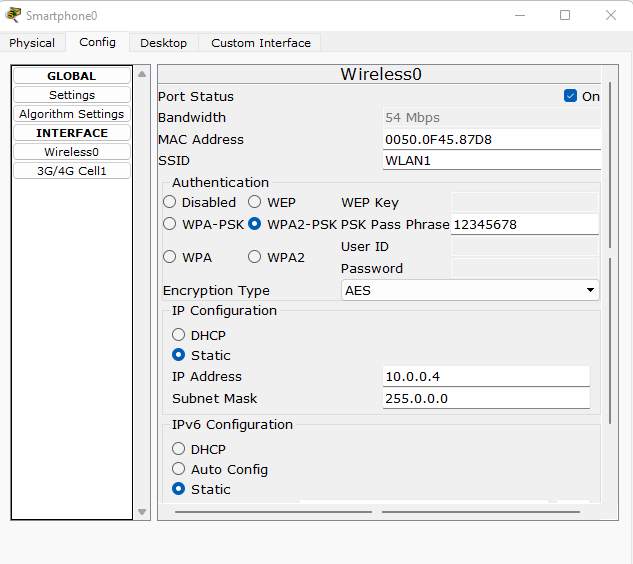 Smartphone0
Physical Config Desktop Custom Interface
GLOBAL
Settings
Algorithm Settings
INTERFACE
Wireless0
3G/4G Cell1
Wireless0
Port Status On
Bandwidth 54 Mbps
MAC Address 0050.0F45.87D8
SSID WLAN1
Authentication
Disabled WEP WEP Key
WPA-PSK WPA2-PSK PSK Pass Phrase 12345678
User ID
WPA WPA2
Password
Encryption Type AES
IP Configuration
DHCP
Static
IP Address 10.0.0.4
Subnet Mask 255.0.0.0
IPv6 Configuration
DHCP
Auto Config
Static